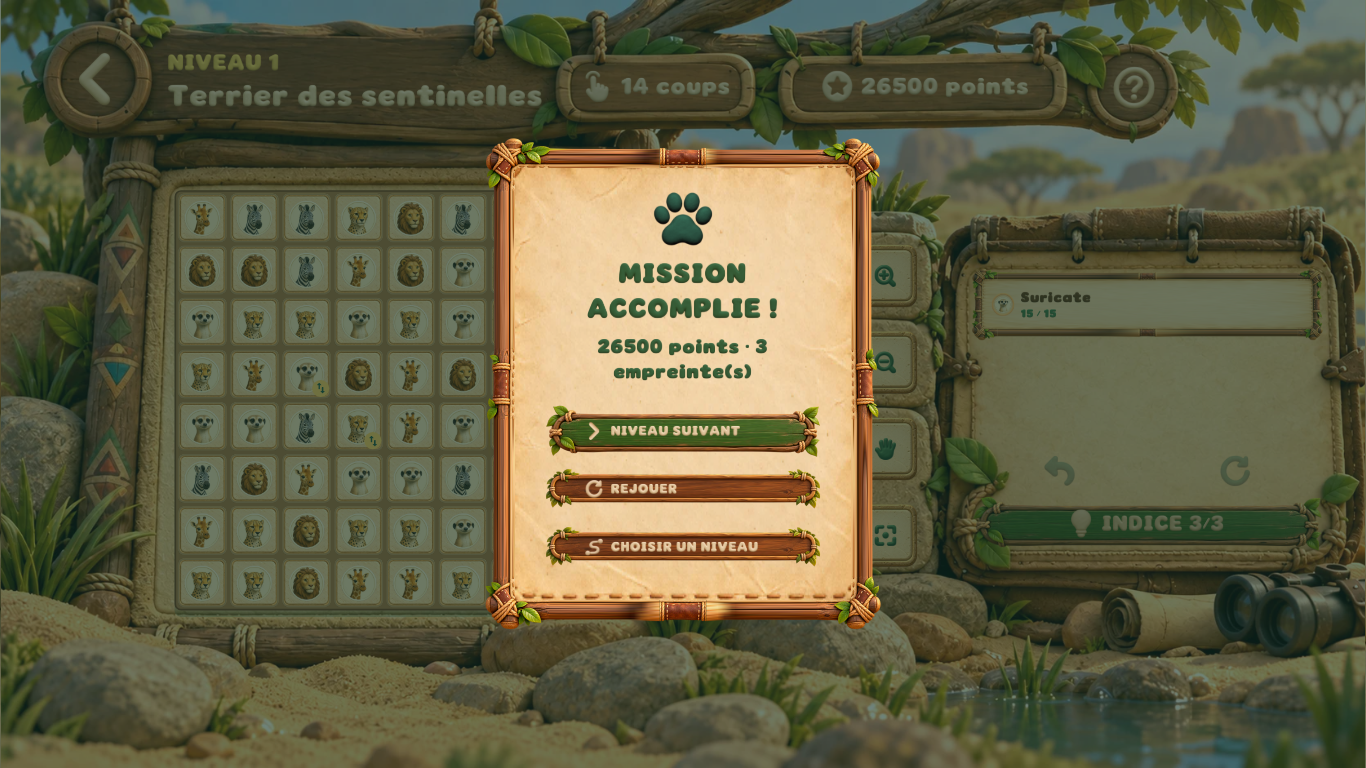 NIVEAU 1
Terrier des sentinelles
14 coups
26500 points
?
MISSION
ACCOMPLIE !
26500 points · 3
empreinte(s)
NIVEAU SUIVANT
REJOUER
CHOISIR UN NIVEAU
Suricate
15 / 15
INDICE 3/3